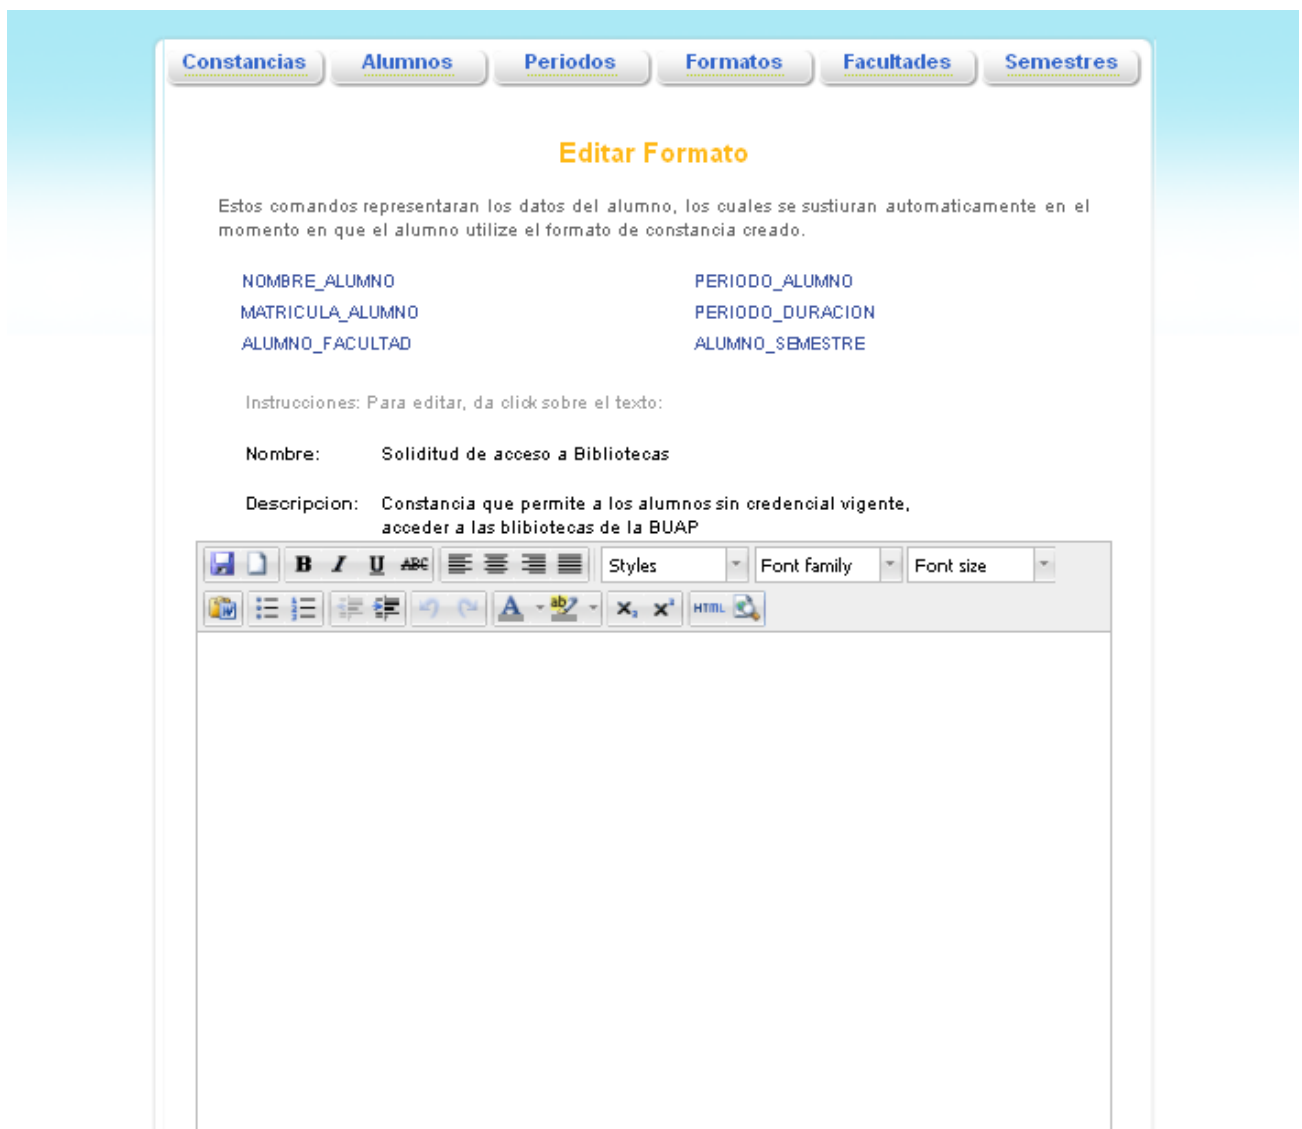 Constancias Alumnos Periodos Formatos Facultades Semestres
Editar Formato
Estos comandos representaran los datos del alumno, los cuales se sustiuran automaticamente en el
momento en que el alumno utilize el formato de constancia creado.
NOMBRE_ALUMNO PERIODO_ALUMNO
MATRICULA_ALUMNO PERIODO_DURACION
ALUMNO_FACULTAD ALUMNO_SEMESTRE
Instrucciones: Para editar, da click sobre el texto:
Nombre: Soliditud de acceso a Bibliotecas
Descripcion: Constancia que permite a los alumnos sin credencial vigente,
acceder a las blibiotecas de la BUAP
B I U ABC Styles Font family Font size
A ab x₂ x² HTML